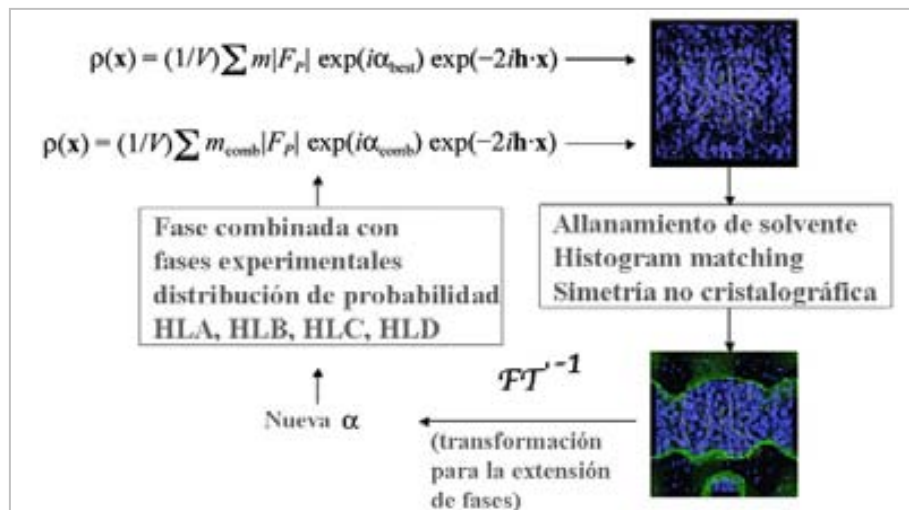 ρ(x) = (1/V)∑ m|F_P| exp(iα_best) exp(−2ih·x)
ρ(x) = (1/V)∑ m_comb|F_P| exp(iα_comb) exp(−2ih·x)
Fase combinada con
fases experimentales
distribución de probabilidad
HLA, HLB, HLC, HLD
Allanamiento de solvente
Histogram matching
Simetría no cristalográfica
FT'⁻¹
Nueva α
(transformación
para la extensión
de fases)